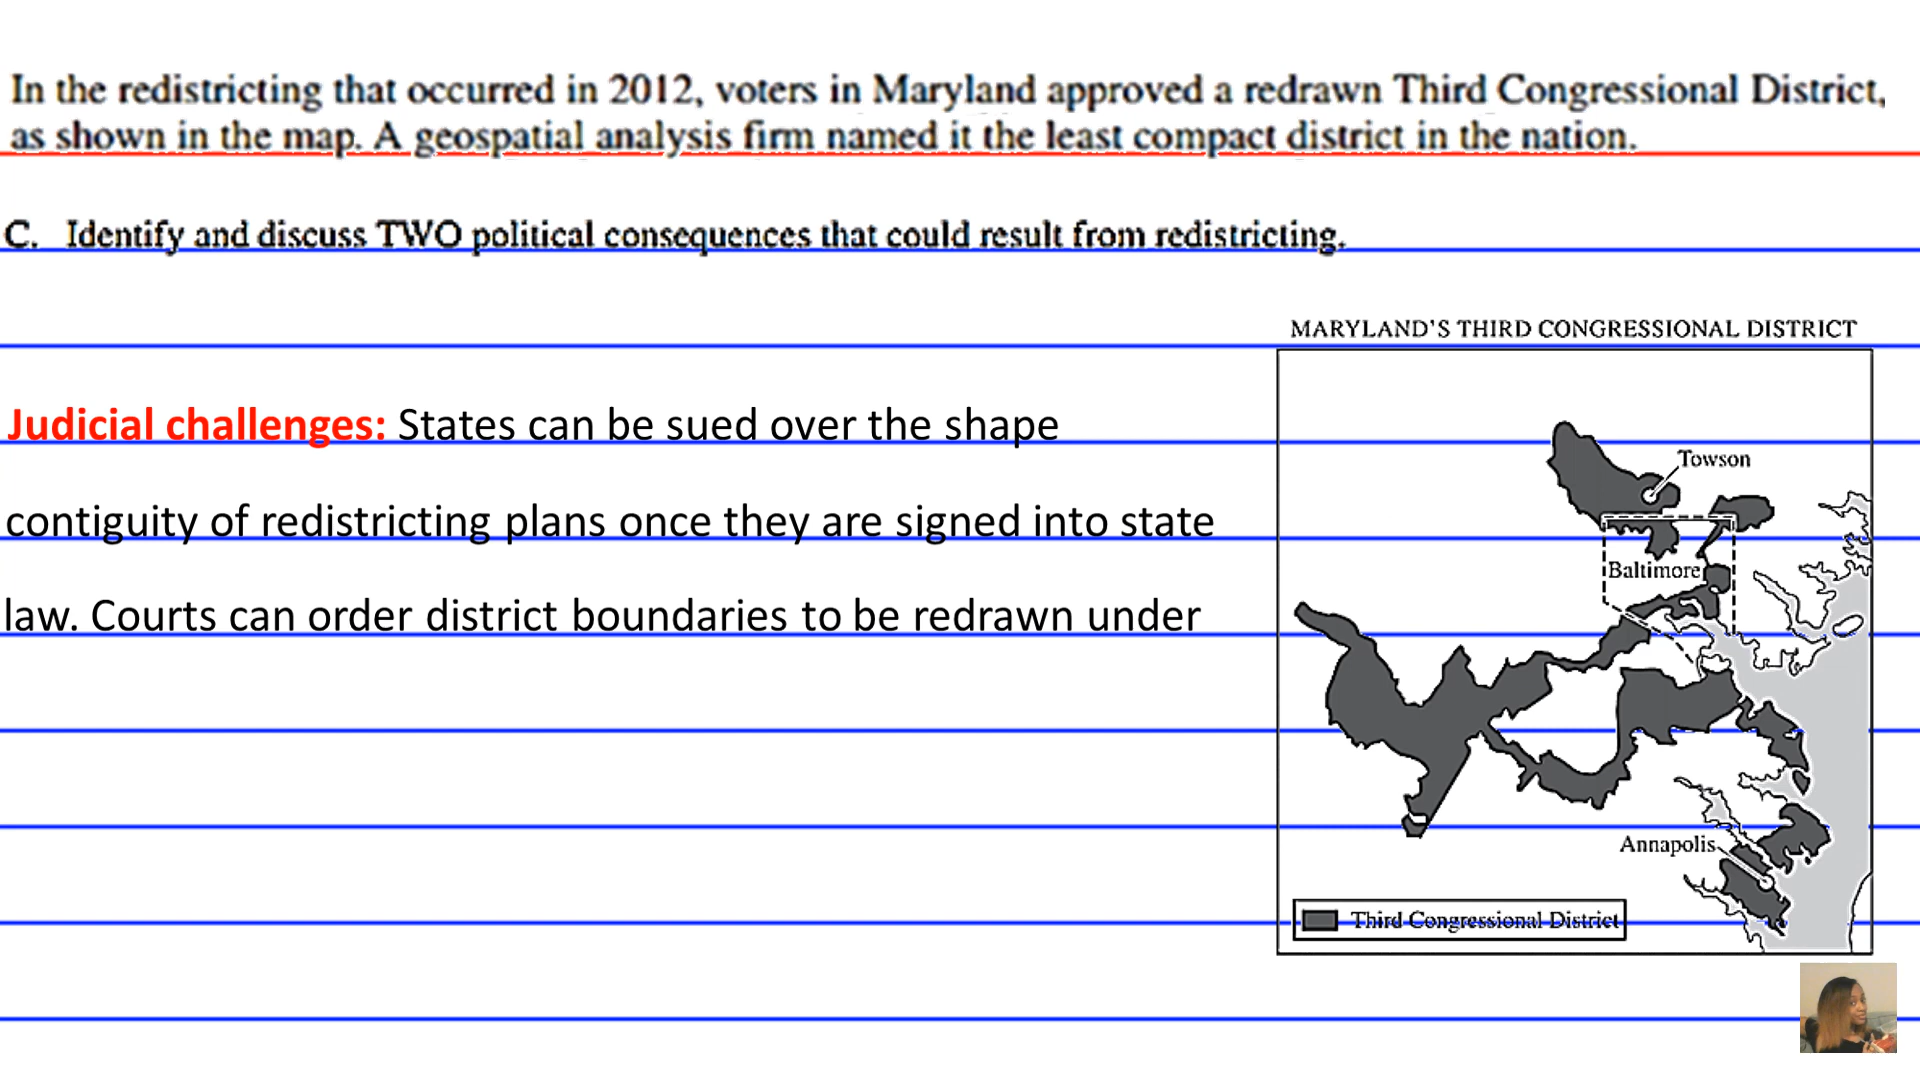 In the redistricting that occurred in 2012, voters in Maryland approved a redrawn Third Congressional District,
as shown in the map. A geospatial analysis firm named it the least compact district in the nation.
C. Identify and discuss TWO political consequences that could result from redistricting.
MARYLAND'S THIRD CONGRESSIONAL DISTRICT
Judicial challenges: States can be sued over the shape
contiguity of redistricting plans once they are signed into state
law. Courts can order district boundaries to be redrawn under
Towson
Baltimore
Annapolis
Third Congressional District